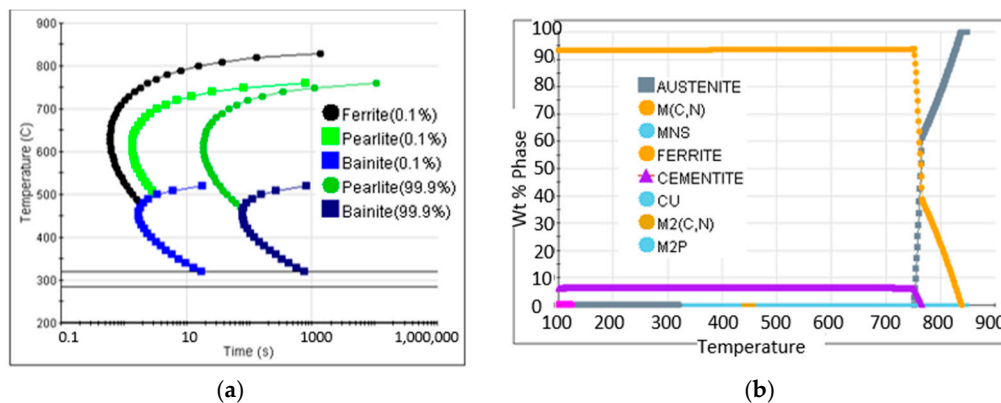 900
800
700
600
500
400
300
200
Temperature (C)
Ferrite(0.1%)
Pearlite(0.1%)
Bainite(0.1%)
Pearlite(99.9%)
Bainite(99.9%)
0.1
10
1000
1,000,000
Time (s)
(a)
Wt % Phase
100
90
80
70
60
50
40
30
20
10
0
AUSTENITE
M(C,N)
MNS
FERRITE
CEMENTITE
CU
M2(C,N)
M2P
100 200 300 400 500 600 700 800 900
Temperature
(b)